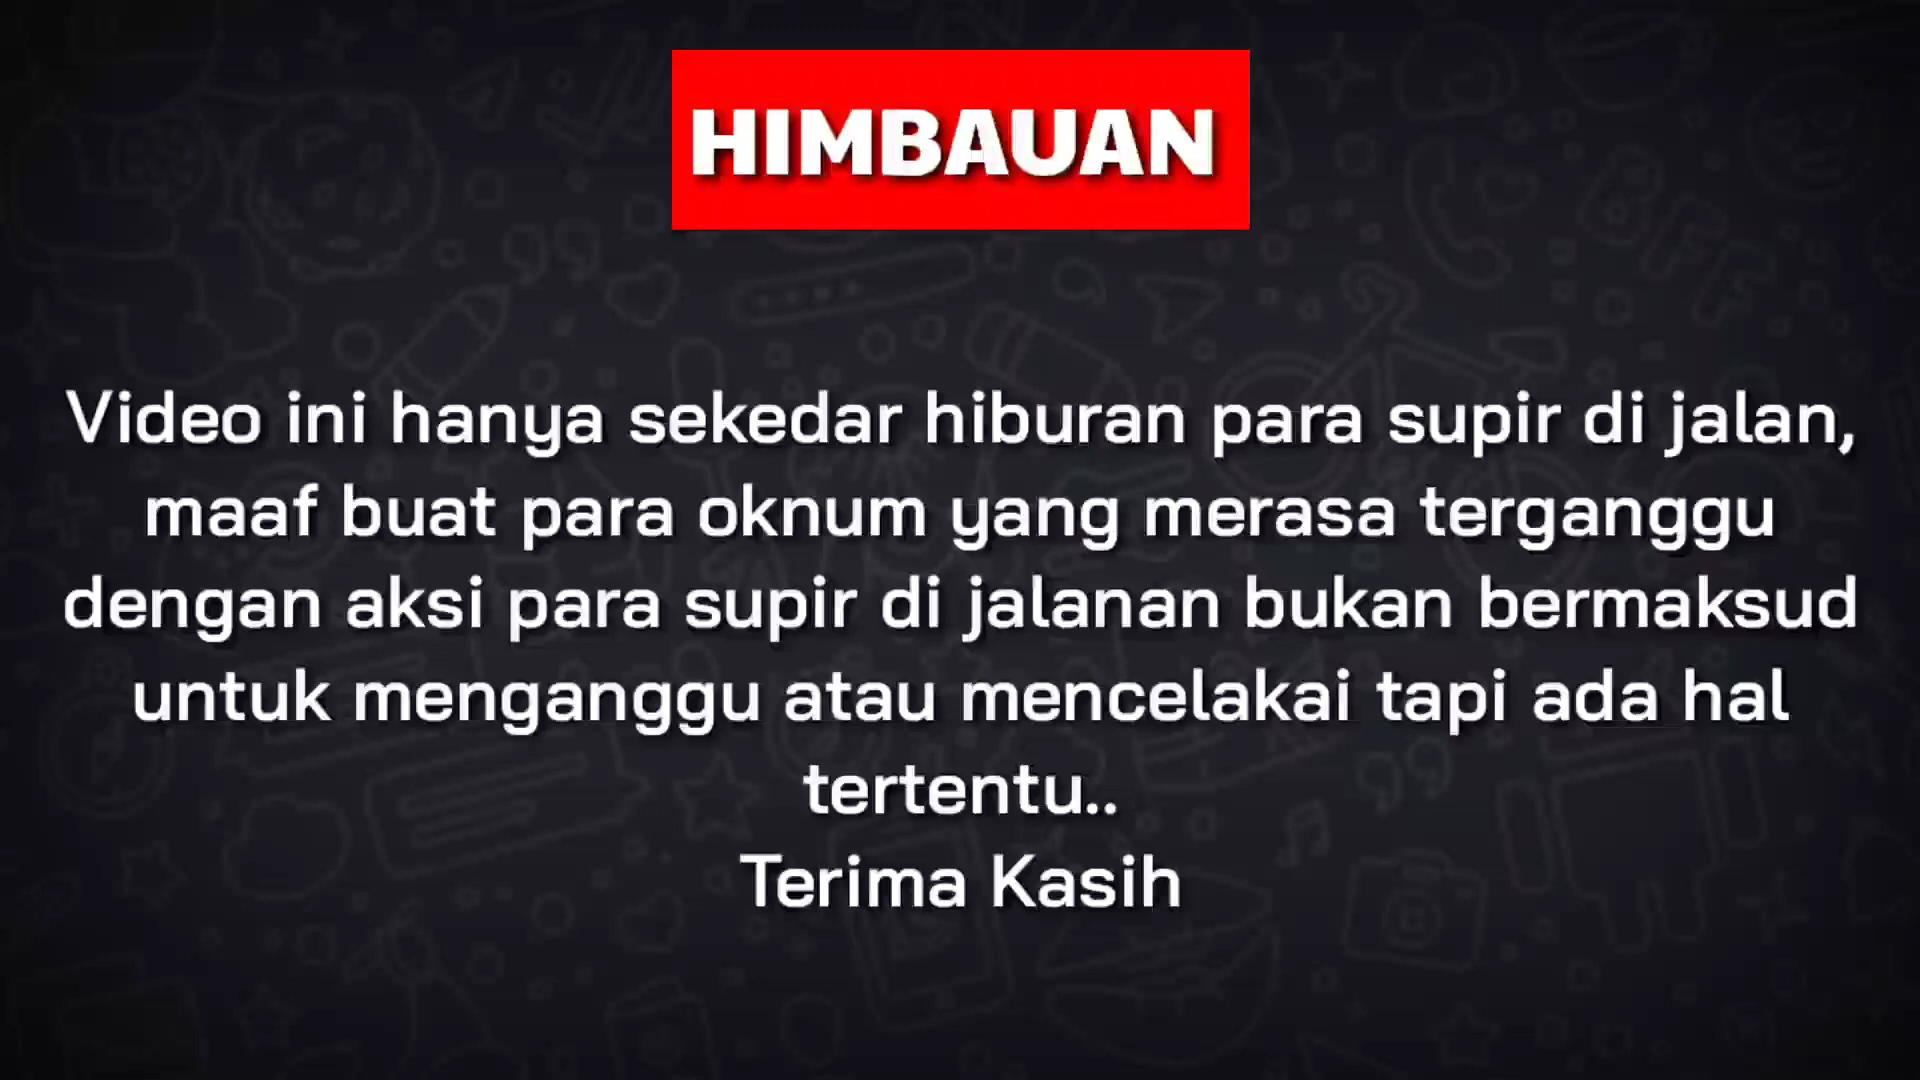 HIMBAUAN
Video ini hanya sekedar hiburan para supir di jalan,
maaf buat para oknum yang merasa terganggu
dengan aksi para supir di jalanan bukan bermaksud
untuk menganggu atau mencelakai tapi ada hal
tertentu..
Terima Kasih